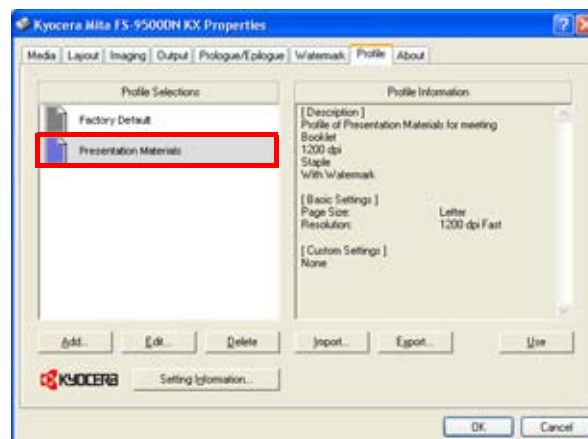 Kyocera Mita FS-9500DN KX Properties
Media Layout Imaging Output Prologue/Epilogue Watermark Profile About
Profile Selections
Factory Default
Presentation Materials
Profile Information
[ Description ]
Profile of Presentation Materials for meeting
Booklet
1200 dpi
Staple
With Watermark
[ Basic Settings ]
Page Size: Letter
Resolution: 1200 dpi Fast
[ Custom Settings ]
None
Add... Edit... Delete Import... Export... Use
KYOCERA Setting Information...
OK Cancel